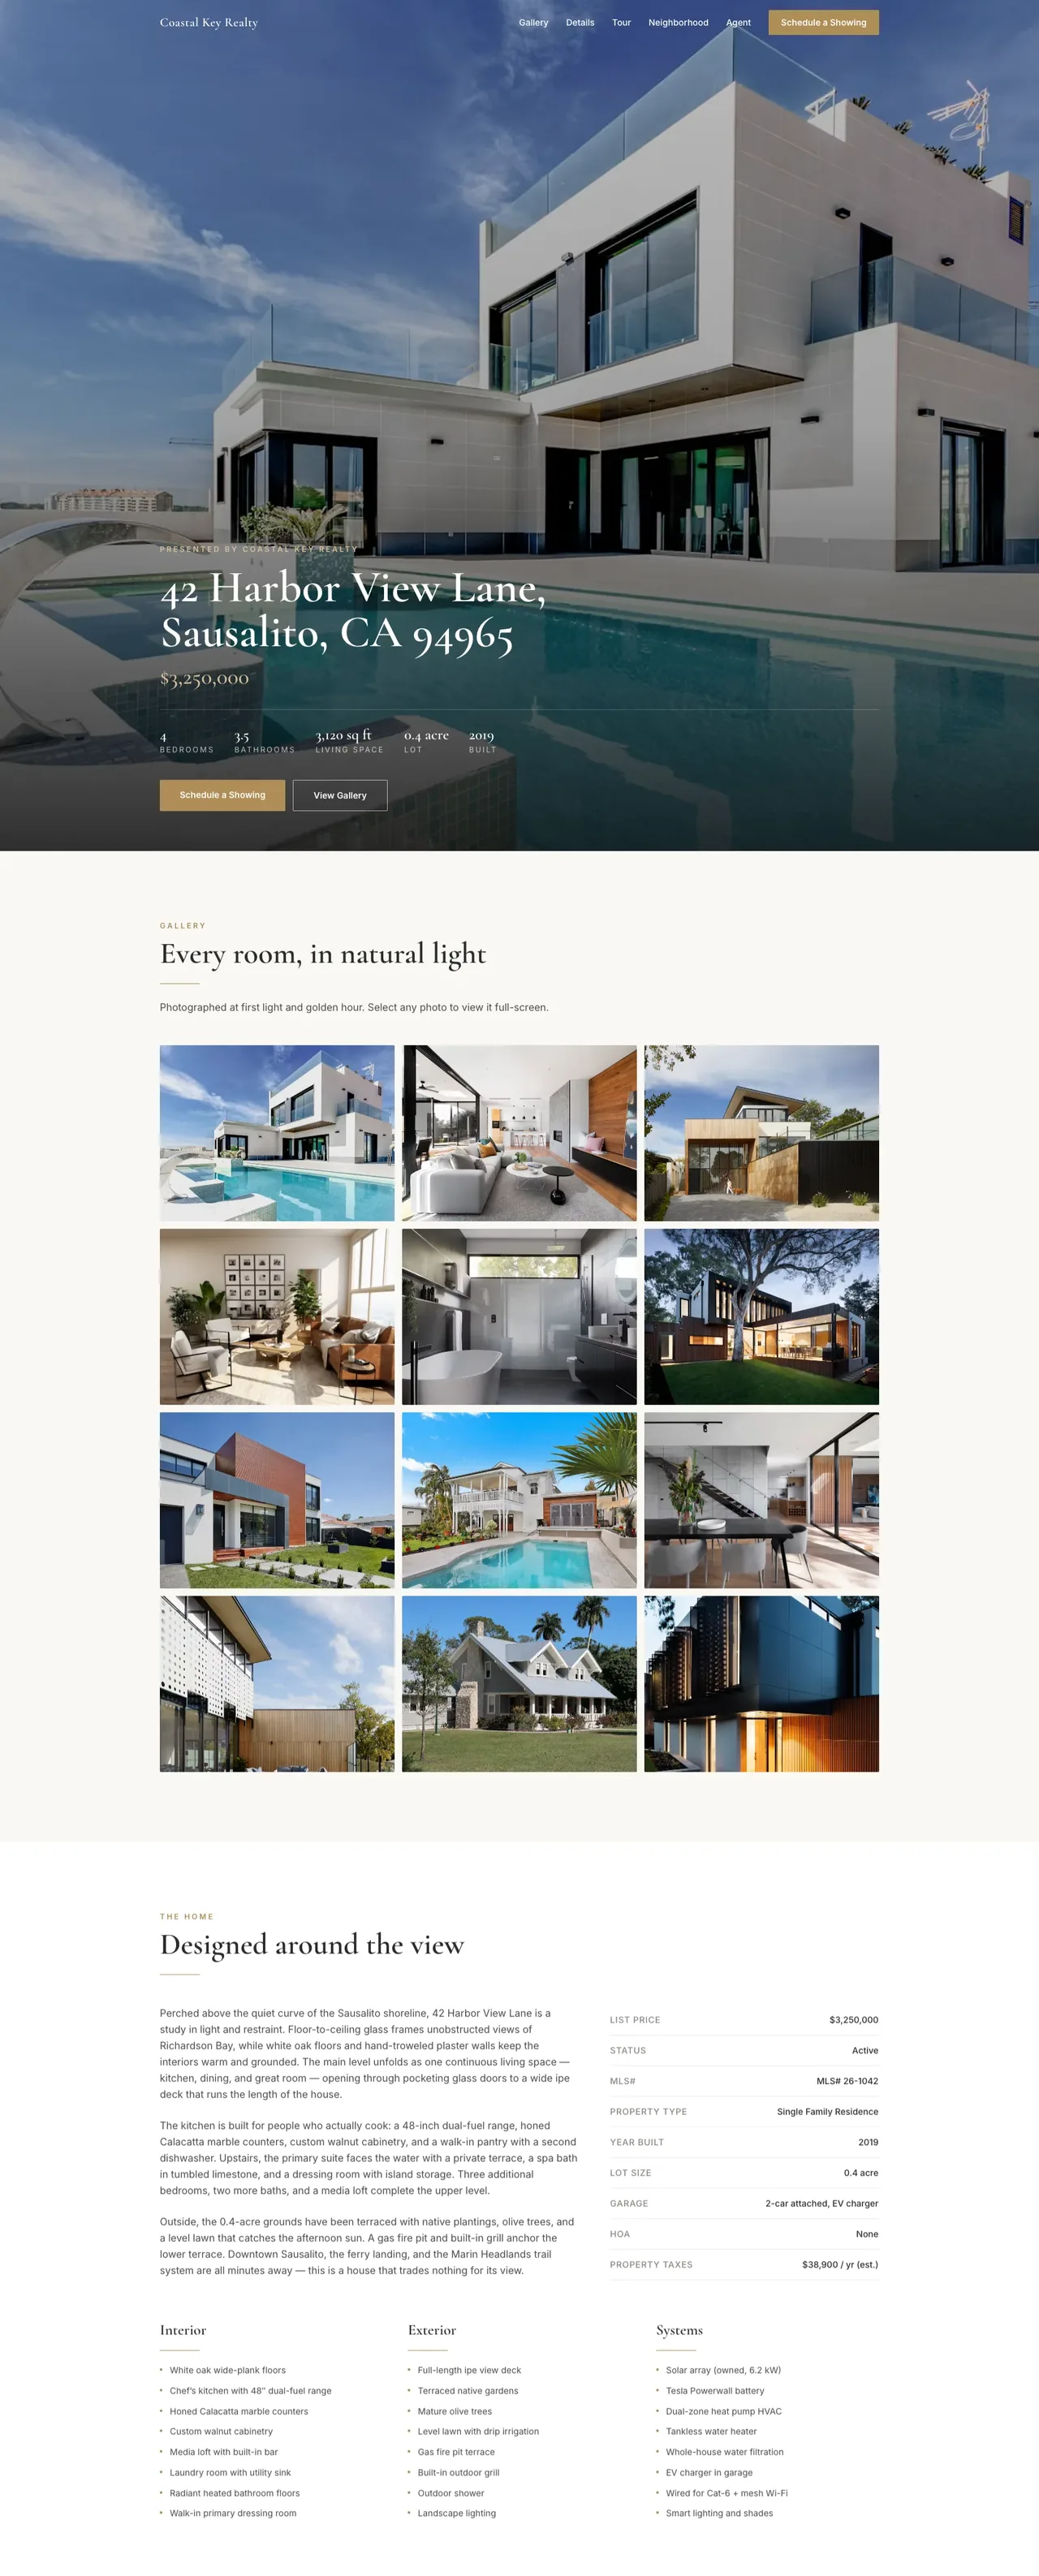 Coastal Key Realty
Gallery Details Tour Neighborhood Agent Schedule a Showing
PRESENTED BY COASTAL KEY REALTY
42 Harbor View Lane,
Sausalito, CA 94965
$3,250,000
4 3.5 3,120 sq ft 0.4 acre 2019
BEDROOMS BATHROOMS LIVING SPACE LOT BUILT
Schedule a Showing View Gallery
GALLERY
Every room, in natural light
Photographed at first light and golden hour. Select any photo to view it full-screen.
THE HOME
Designed around the view
Perched above the quiet curve of the Sausalito shoreline, 42 Harbor View Lane is a
study in light and restraint. Floor-to-ceiling glass frames unobstructed views of
Richardson Bay, while white oak floors and hand-troweled plaster walls keep the
interiors warm and grounded. The main level unfolds as one continuous living space —
kitchen, dining, and great room — opening through pocketing glass doors to a wide ipe
deck that runs the length of the house.
The kitchen is built for people who actually cook: a 48-inch dual-fuel range, honed
Calacatta marble counters, custom walnut cabinetry, and a walk-in pantry with a second
dishwasher. Upstairs, the primary suite faces the water with a private terrace, a spa bath
in tumbled limestone, and a dressing room with island storage. Three additional
bedrooms, two more baths, and a media loft complete the upper level.
Outside, the 0.4-acre grounds have been terraced with native plantings, olive trees, and
a level lawn that catches the afternoon sun. A gas fire pit and built-in grill anchor the
lower terrace. Downtown Sausalito, the ferry landing, and the Marin Headlands trail
system are all minutes away — this is a house that trades nothing for its view.
LIST PRICE $3,250,000
STATUS Active
MLS# MLS# 26-1042
PROPERTY TYPE Single Family Residence
YEAR BUILT 2019
LOT SIZE 0.4 acre
GARAGE 2-car attached, EV charger
HOA None
PROPERTY TAXES $38,900 / yr (est.)
Interior
• White oak wide-plank floors
• Chef's kitchen with 48" dual-fuel range
• Honed Calacatta marble counters
• Custom walnut cabinetry
• Media loft with built-in bar
• Laundry room with utility sink
• Radiant heated bathroom floors
• Walk-in primary dressing room
Exterior
• Full-length ipe view deck
• Terraced native gardens
• Mature olive trees
• Level lawn with drip irrigation
• Gas fire pit terrace
• Built-in outdoor grill
• Outdoor shower
• Landscape lighting
Systems
• Solar array (owned, 6.2 kW)
• Tesla Powerwall battery
• Dual-zone heat pump HVAC
• Tankless water heater
• Whole-house water filtration
• EV charger in garage
• Wired for Cat-6 + mesh Wi-Fi
• Smart lighting and shades